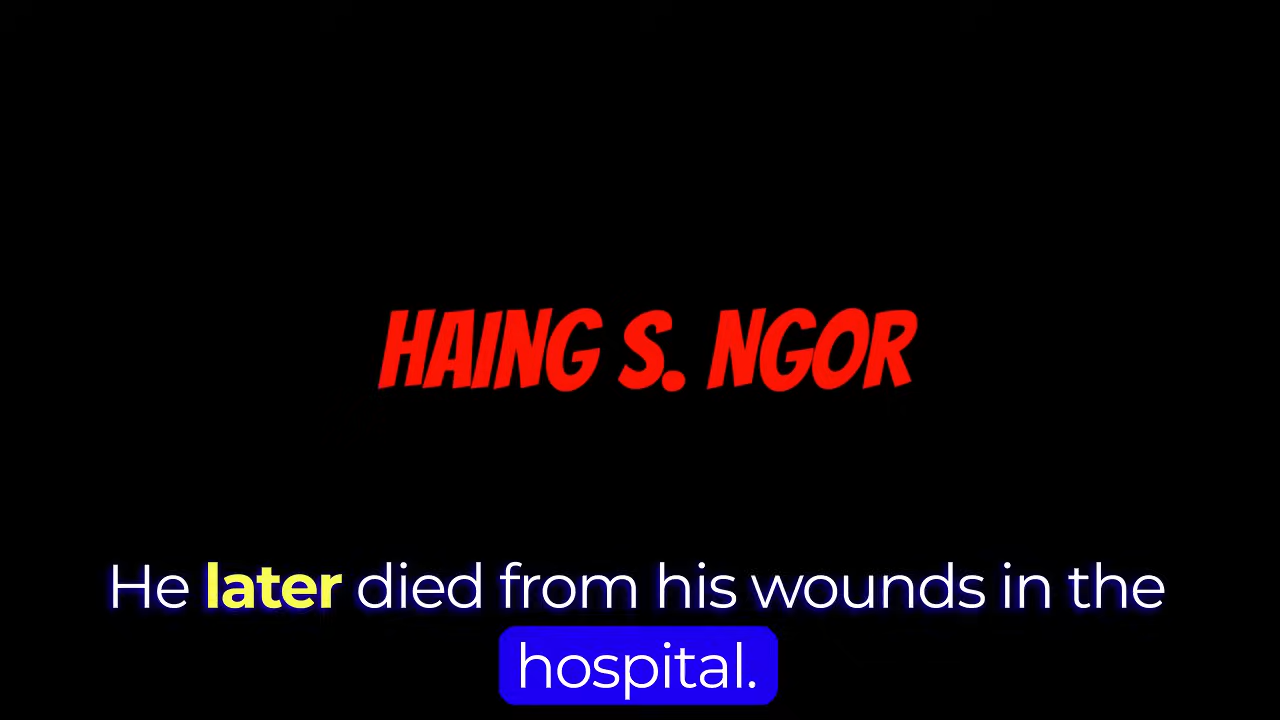 HAING S. NGOR
He later died from his wounds in the
hospital.